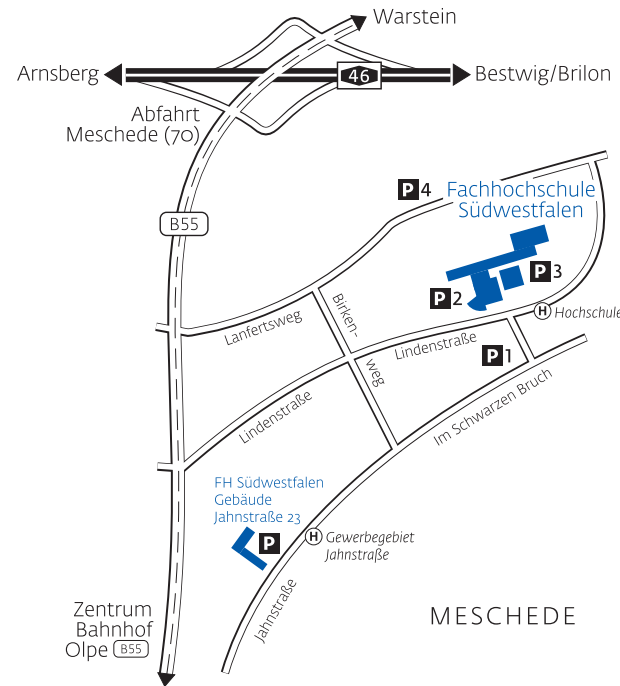 Warstein
Arnsberg
46
Bestwig/Brilon
Abfahrt
Meschede (70)
P 4
Fachhochschule
Südwestfalen
B55
P 3
P 2
H Hochschule
Birken-
weg
Lanfertsweg
Lindenstraße
P 1
Lindenstraße
Im Schwarzen Bruch
FH Südwestfalen
Gebäude
Jahnstraße 23
P
H Gewerbegebiet
Jahnstraße
Jahnstraße
Zentrum
Bahnhof
Olpe B55
MESCHEDE